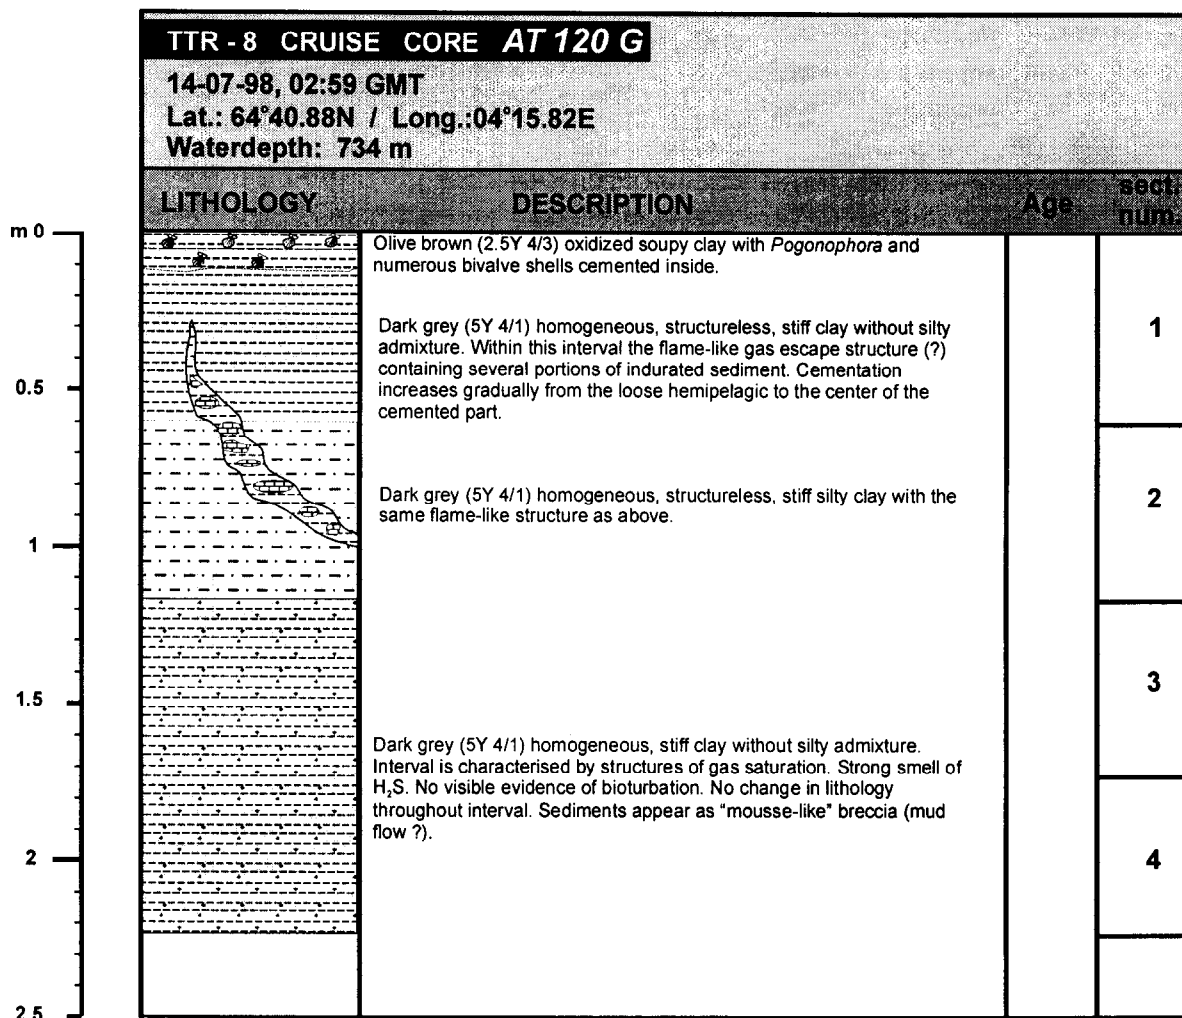 TTR - 8 CRUISE CORE AT 120 G
14-07-98, 02:59 GMT
Lat.: 64°40.88N / Long.:04°15.82E
Waterdepth: 734 m
LITHOLOGY DESCRIPTION Age sect. num.
m 0
Olive brown (2.5Y 4/3) oxidized soupy clay with Pogonophora and
numerous bivalve shells cemented inside.
Dark grey (5Y 4/1) homogeneous, structureless, stiff clay without silty
admixture. Within this interval the flame-like gas escape structure (?)
containing several portions of indurated sediment. Cementation
increases gradually from the loose hemipelagic to the center of the
cemented part.
1
0.5
Dark grey (5Y 4/1) homogeneous, structureless, stiff silty clay with the
same flame-like structure as above.
2
1
3
1.5
Dark grey (5Y 4/1) homogeneous, stiff clay without silty admixture.
Interval is characterised by structures of gas saturation. Strong smell of
H₂S. No visible evidence of bioturbation. No change in lithology
throughout interval. Sediments appear as "mousse-like" breccia (mud
flow ?).
2
4
2.5